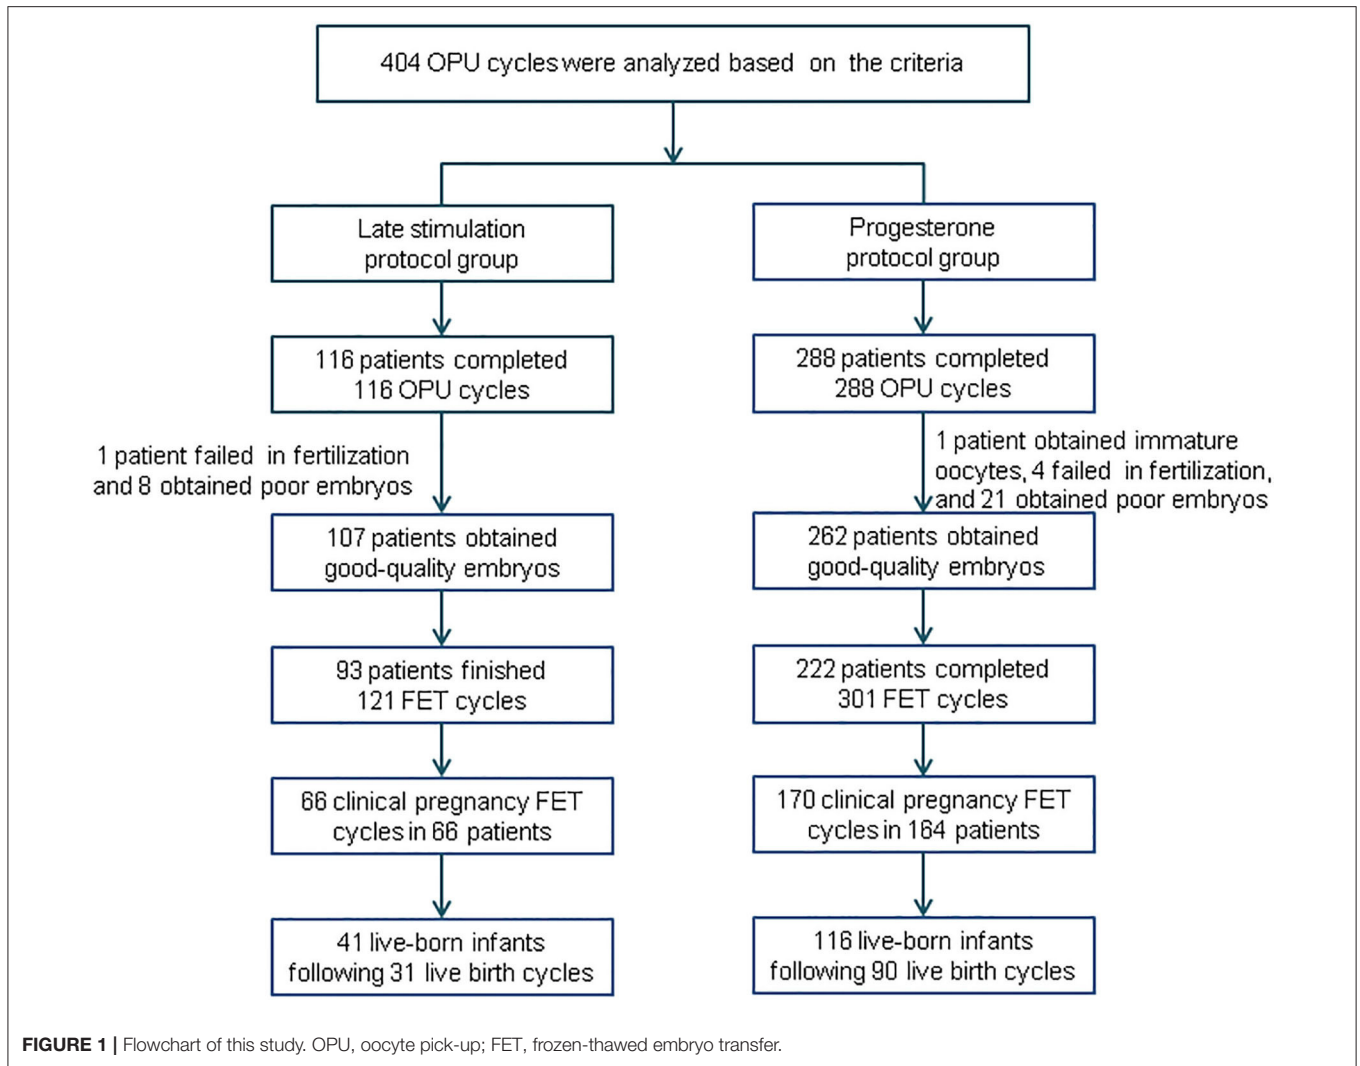 404 OPU cycles were analyzed based on the criteria
Late stimulation
protocol group
Progesterone
protocol group
116 patients completed
116 OPU cycles
288 patients completed
288 OPU cycles
1 patient failed in fertilization
and 8 obtained poor embryos
1 patient obtained immature
oocytes, 4 failed in fertilization,
and 21 obtained poor embryos
107 patients obtained
good-quality embryos
262 patients obtained
good-quality embryos
93 patients finished
121 FET cycles
222 patients completed
301 FET cycles
66 clinical pregnancy FET
cycles in 66 patients
170 clinical pregnancy FET
cycles in 164 patients
41 live-born infants
following 31 live birth cycles
116 live-born infants
following 90 live birth cycles
FIGURE 1 | Flowchart of this study. OPU, oocyte pick-up; FET, frozen-thawed embryo transfer.